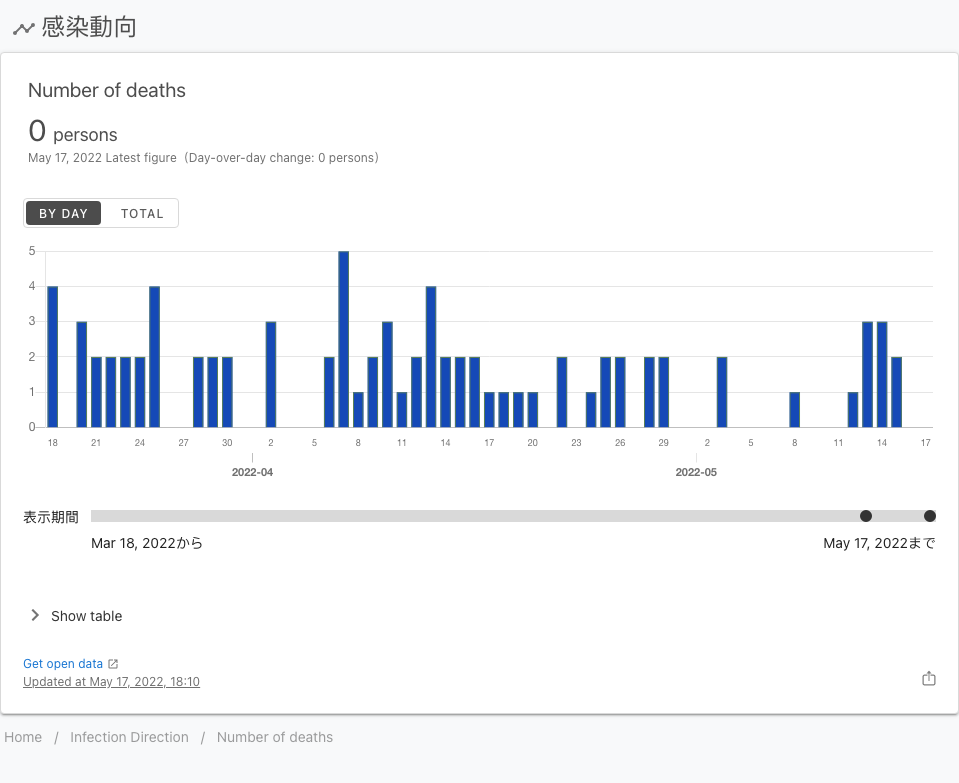 感染動向
Number of deaths
0 persons
May 17, 2022 Latest figure (Day-over-day change: 0 persons)
BY DAY TOTAL
5
4
3
2
1
0
18 21 24 27 30 2 5 8 11 14 17 20 23 26 29 2 5 8 11 14 17
2022-04 2022-05
表示期間
Mar 18, 2022から May 17, 2022まで
Show table
Get open data
Updated at May 17, 2022, 18:10
Home / Infection Direction / Number of deaths